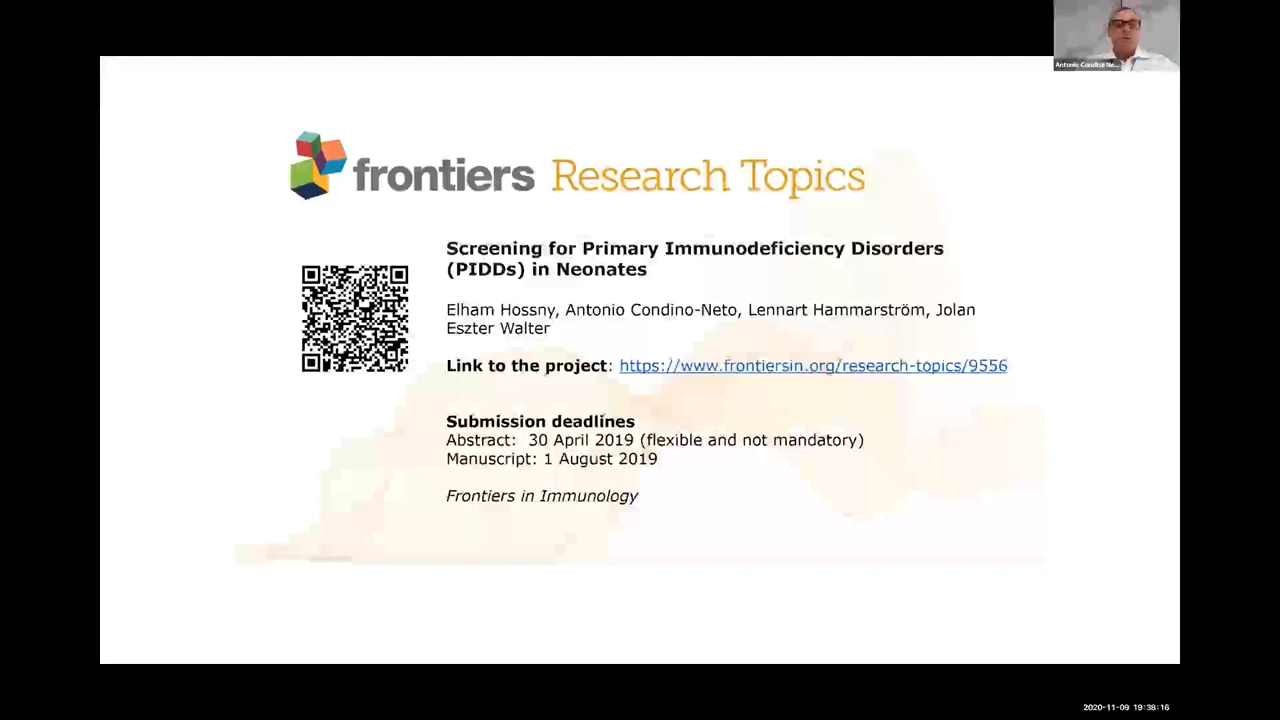 Antonio Condino Ne...
frontiers Research Topics
Screening for Primary Immunodeficiency Disorders
(PIDDs) in Neonates
Elham Hossny, Antonio Condino-Neto, Lennart Hammarström, Jolan
Eszter Walter
Link to the project: https://www.frontiersin.org/research-topics/9556
Submission deadlines
Abstract:  30 April 2019 (flexible and not mandatory)
Manuscript: 1 August 2019
Frontiers in Immunology
2020-11-09 19:38:16